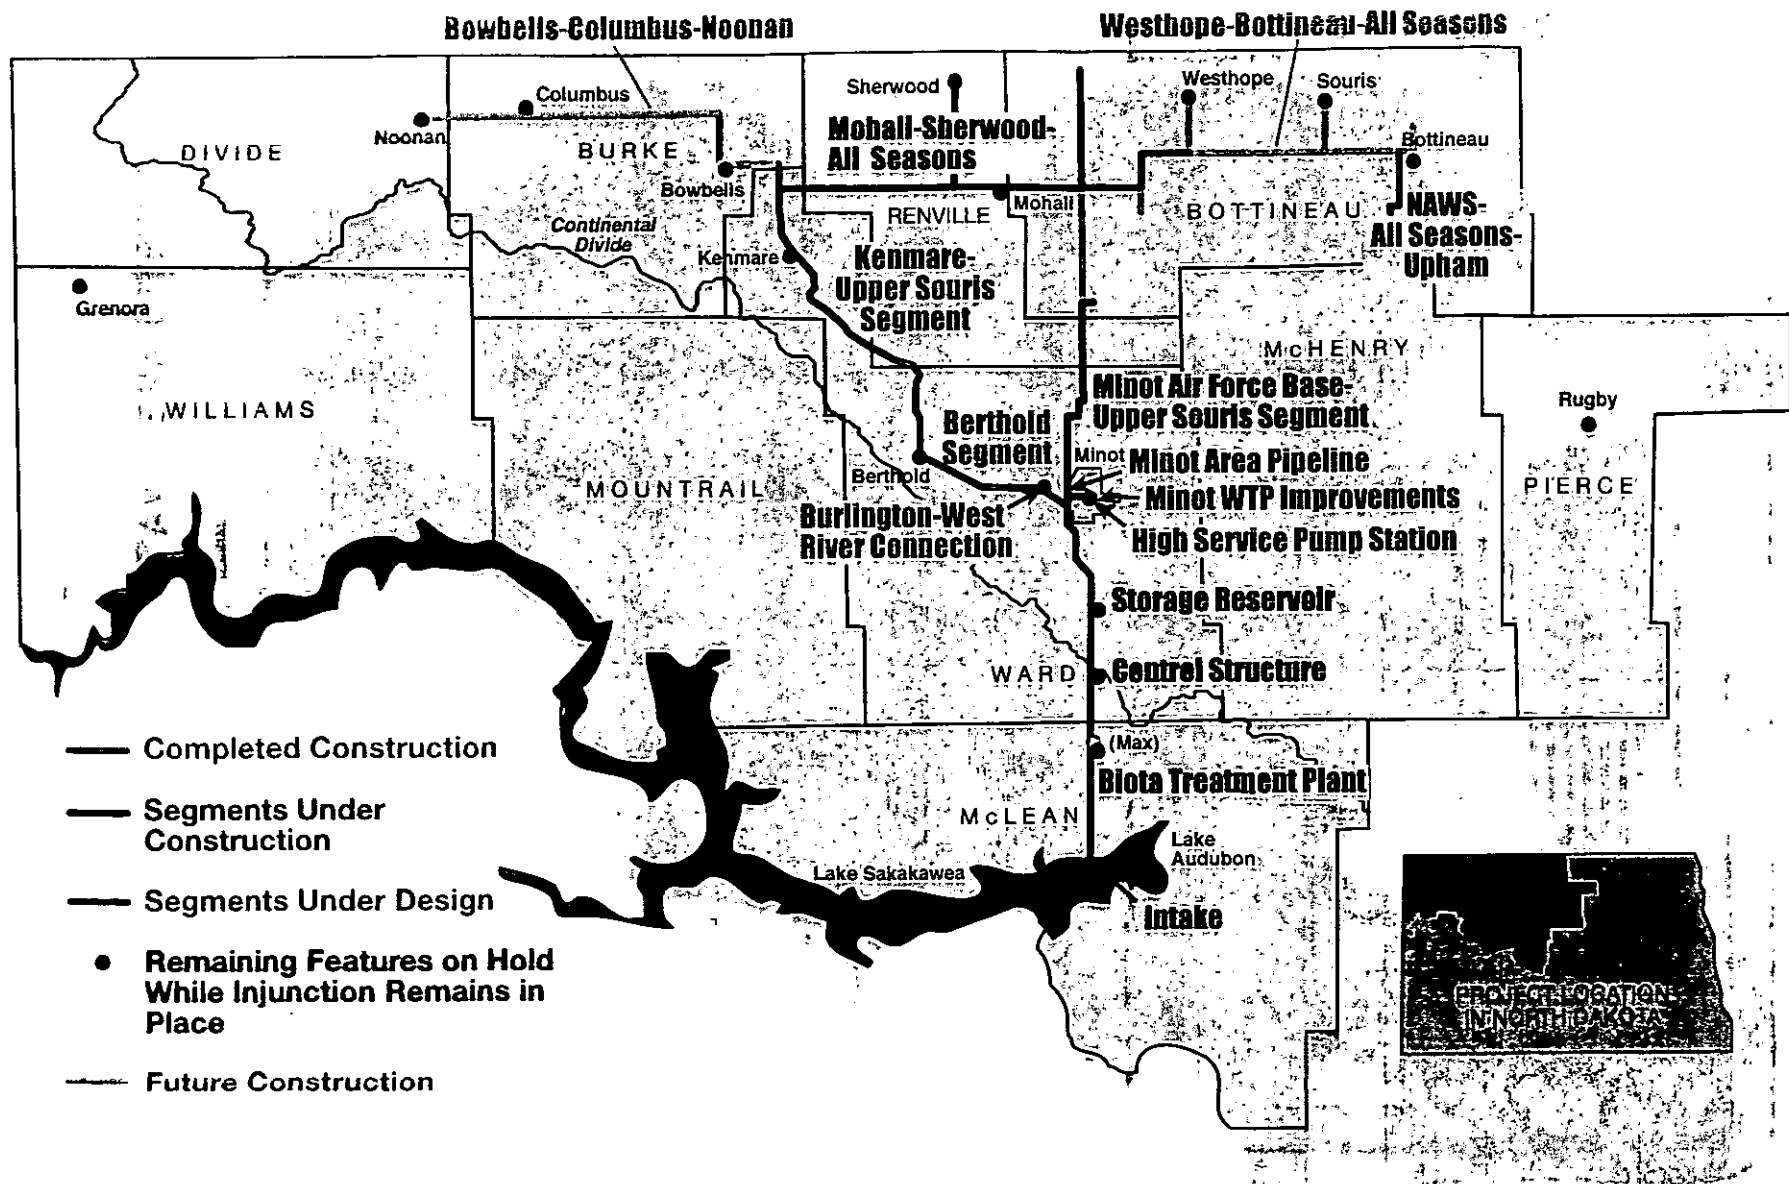 Bowbells-Columbus-Noonan
Westhope-Bottineau-All Seasons
Columbus
Noonan
DIVIDE
BURKE
Bowbells
Sherwood
Mohall-Sherwood-
All Seasons
Westhope
Souris
Bottineau
Mohall
RENVILLE
BOTTINEAU
NAWS-
All Seasons-
Upham
Continental
Divide
Kenmare
Kenmare-
Upper Souris
Segment
Grenora
McHENRY
WILLIAMS
Minot Air Force Base-
Upper Souris Segment
Rugby
Berthold
Segment
Minot
Minot Area Pipeline
Berthold
MOUNTRAIL
Minot WTP Improvements
PIERCE
Burlington-West
River Connection
High Service Pump Station
Storage Reservoir
WARD
Control Structure
(Max)
Biota Treatment Plant
McLEAN
Lake
Audubon
Lake Sakakawea
Intake
Completed Construction
Segments Under
Construction
Segments Under Design
Remaining Features on Hold
While Injunction Remains in
Place
Future Construction
PROJECT LOCATION
IN NORTH DAKOTA